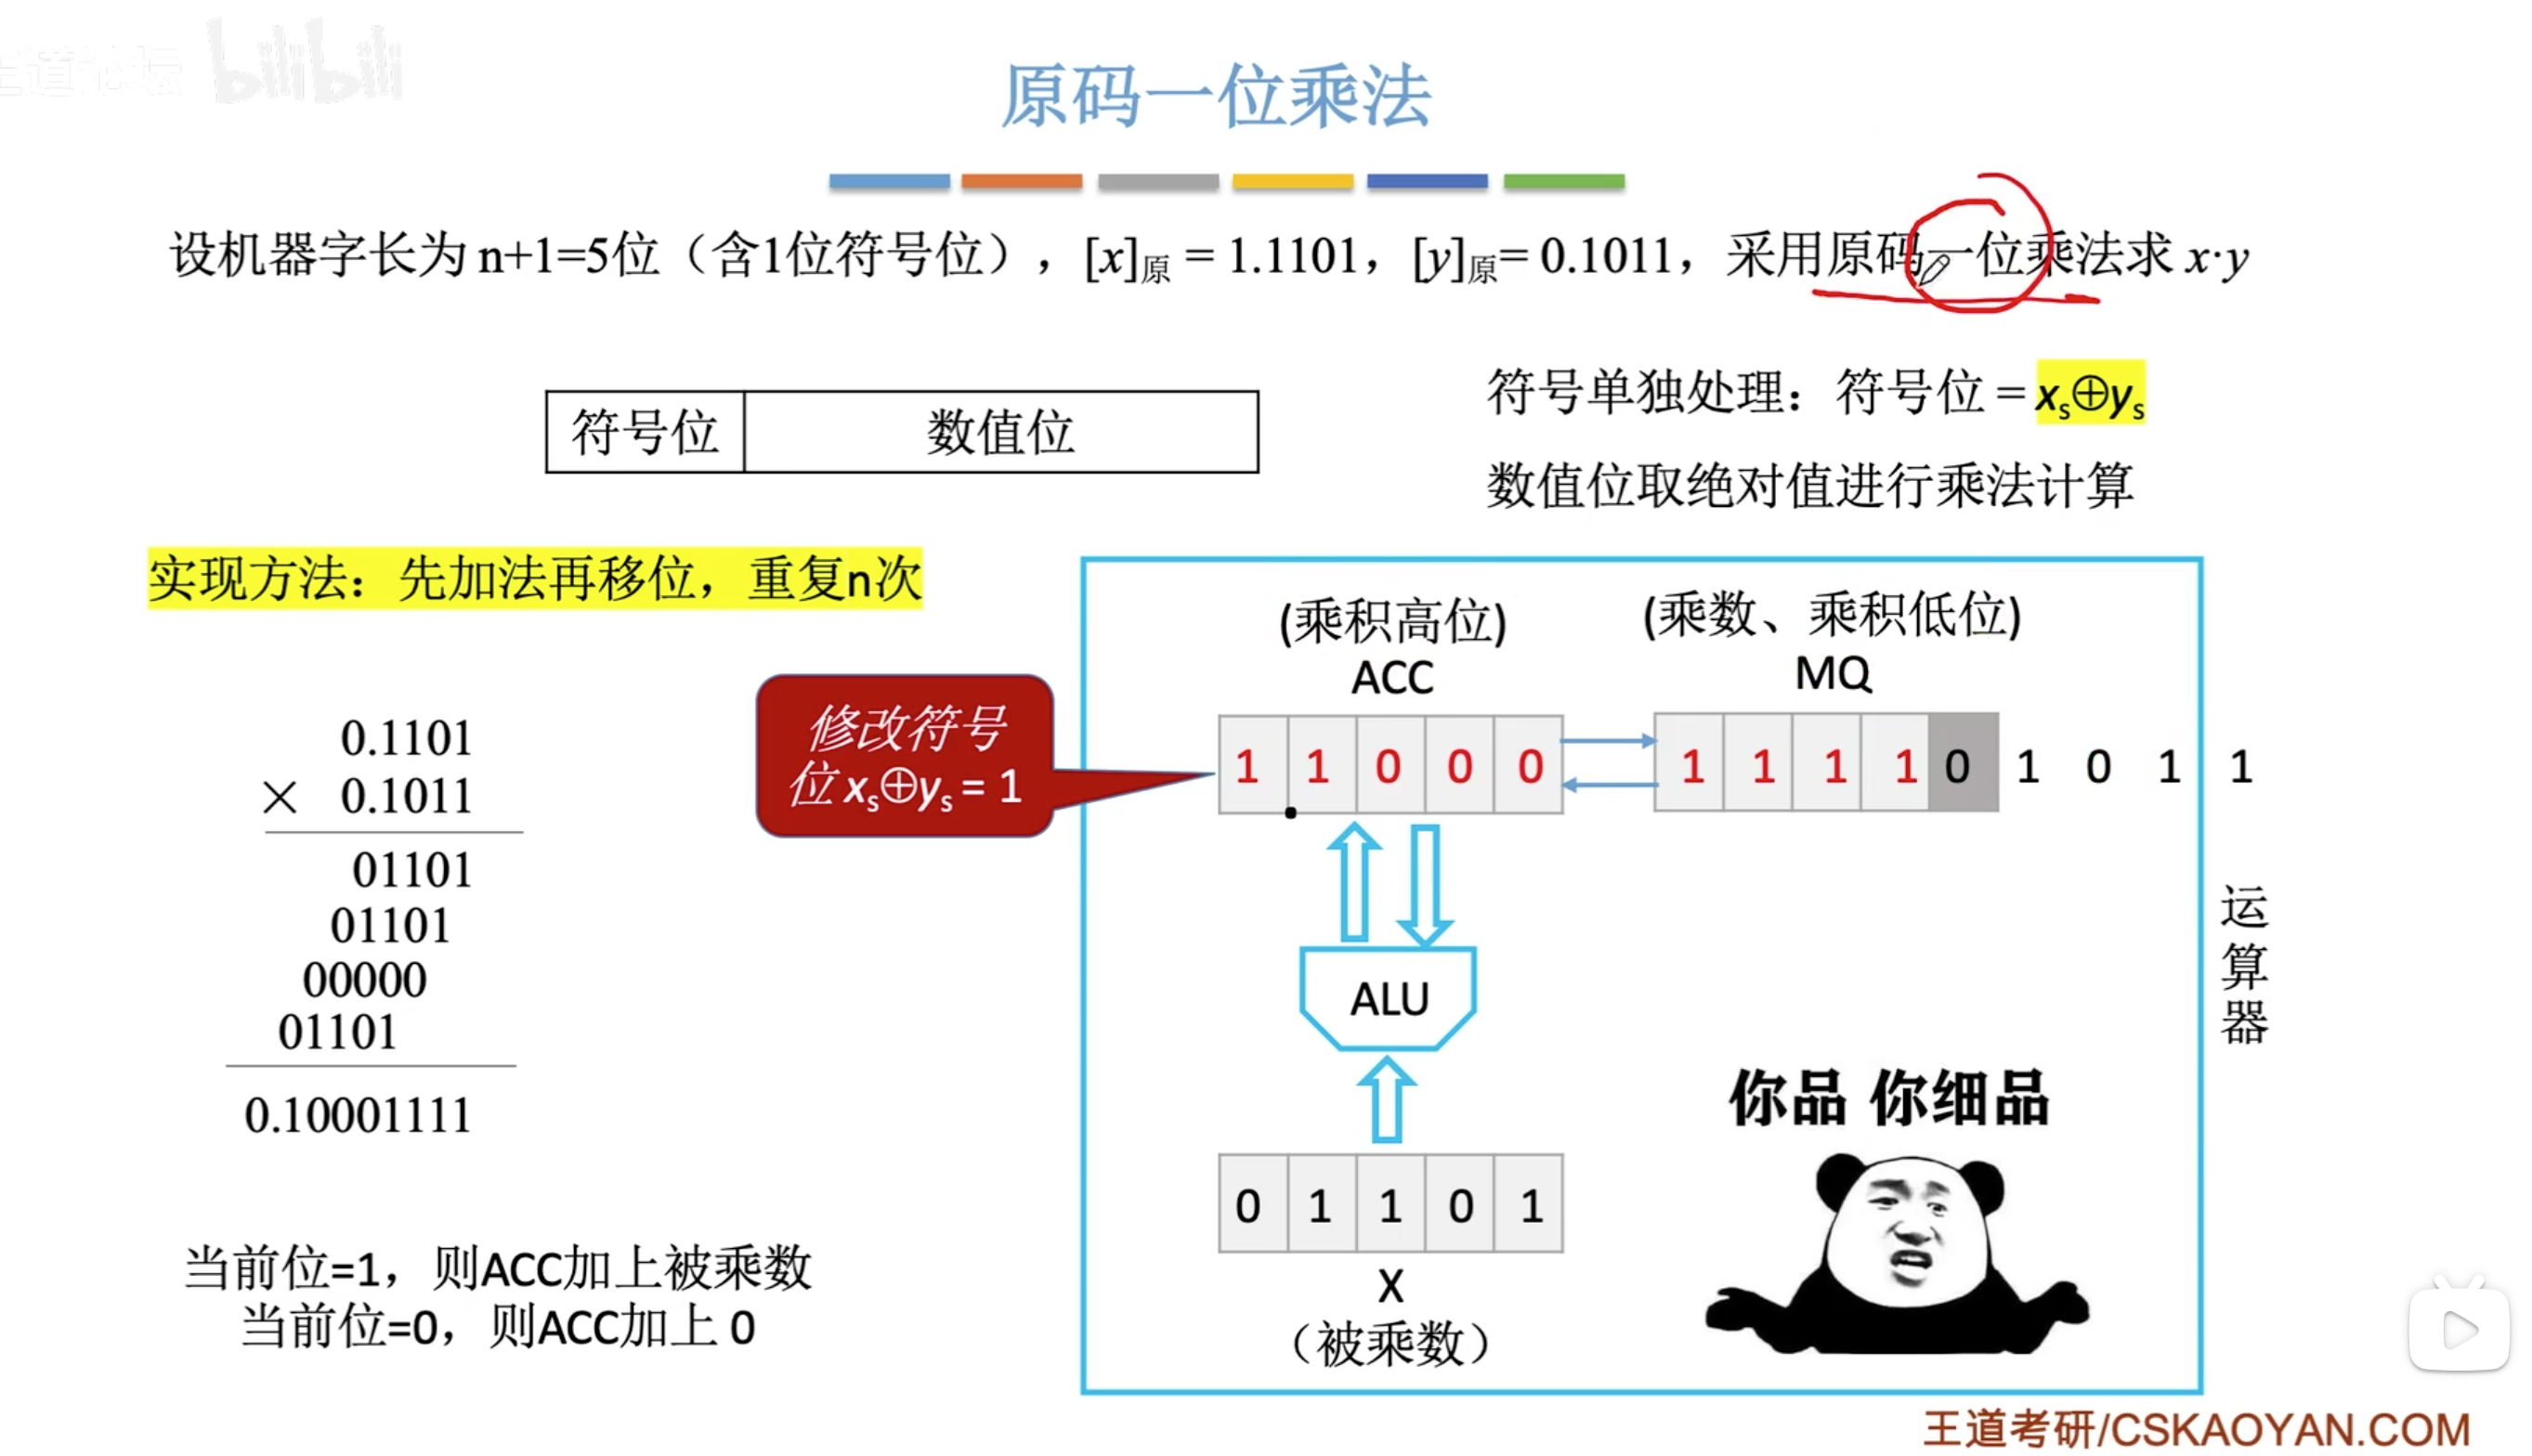 王道论坛 bilibili
原码一位乘法
设机器字长为 n+1=5位（含1位符号位），[x]原 = 1.1101，[y]原= 0.1011，采用原码一位乘法求 x·y
符号位 数值位
符号单独处理：符号位 = xs⊕ys
数值位取绝对值进行乘法计算
实现方法：先加法再移位，重复n次
0.1101
× 0.1011
01101
01101
00000
01101
0.10001111
当前位=1，则ACC加上被乘数
当前位=0，则ACC加上 0
修改符号
位 xs⊕ys = 1
(乘积高位) (乘数、乘积低位)
ACC MQ
1 1 0 0 0 1 1 1 1 0 1 0 1 1
.
ALU
0 1 1 0 1
X
（被乘数）
运算器
你品 你细品
王道考研/CSKAOYAN.COM